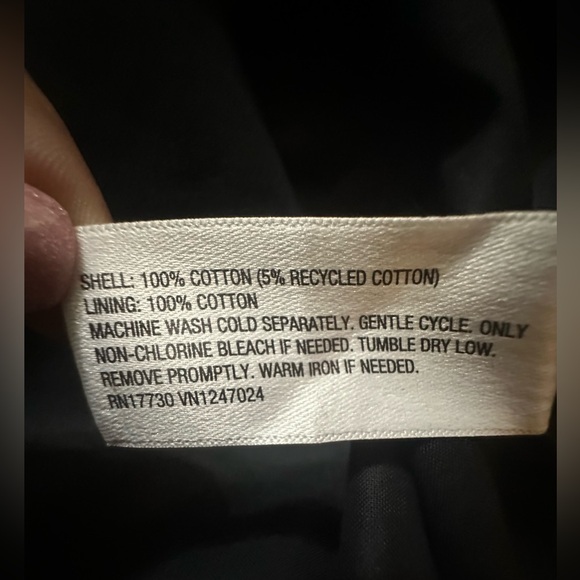 SHELL: 100% COTTON (5% RECYCLED COTTON)
LINING: 100% COTTON
MACHINE WASH COLD SEPARATELY. GENTLE CYCLE. ONLY
NON-CHLORINE BLEACH IF NEEDED. TUMBLE DRY LOW.
REMOVE PROMPTLY. WARM IRON IF NEEDED.
RN17730 VN1247024